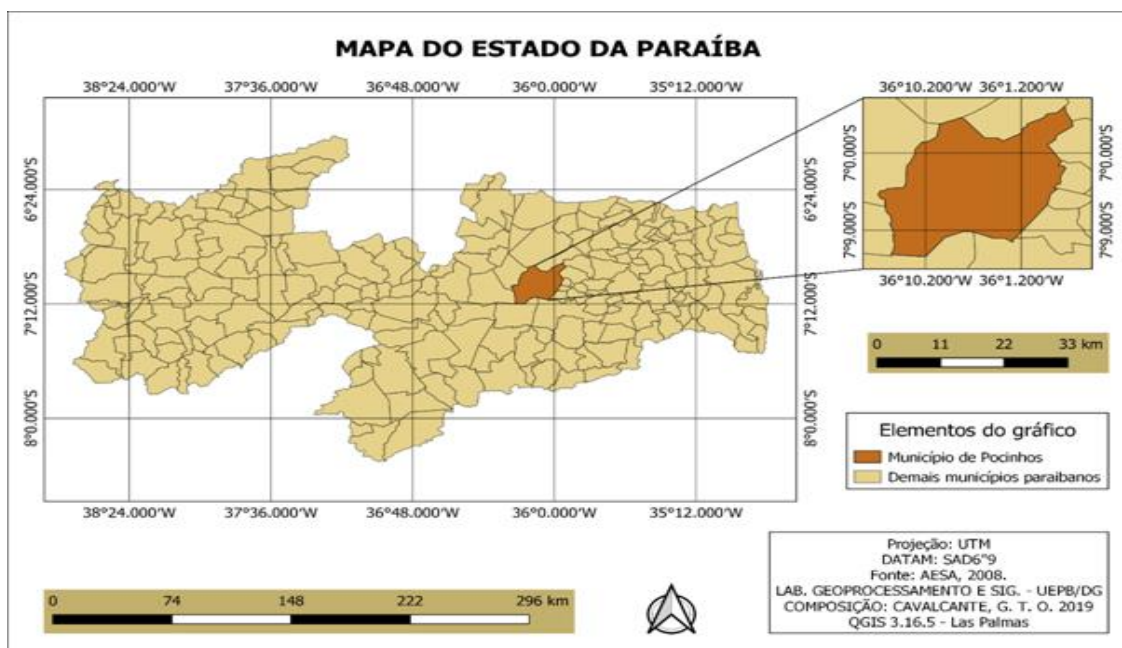 MAPA DO ESTADO DA PARAÍBA
38°24.000'W 37°36.000'W 36°48.000'W 36°0.000'W 35°12.000'W
36°10.200'W 36°1.200'W
6°24.000'S
7°12.000'S
8°0.000'S
6°24.000'S
7°12.000'S
8°0.000'S
7°0.000'S
7°9.000'S
7°0.000'S
7°9.000'S
36°10.200'W 36°1.200'W
38°24.000'W 37°36.000'W 36°48.000'W 36°0.000'W 35°12.000'W
0 11 22 33 km
Elementos do gráfico
Município de Pocinhos
Demais municípios paraibanos
Projeção: UTM
DATAM: SAD6"9
Fonte: AESA, 2008.
LAB. GEOPROCESSAMENTO E SIG. - UEPB/DG
COMPOSIÇÃO: CAVALCANTE, G. T. O. 2019
QGIS 3.16.5 - Las Palmas
0 74 148 222 296 km